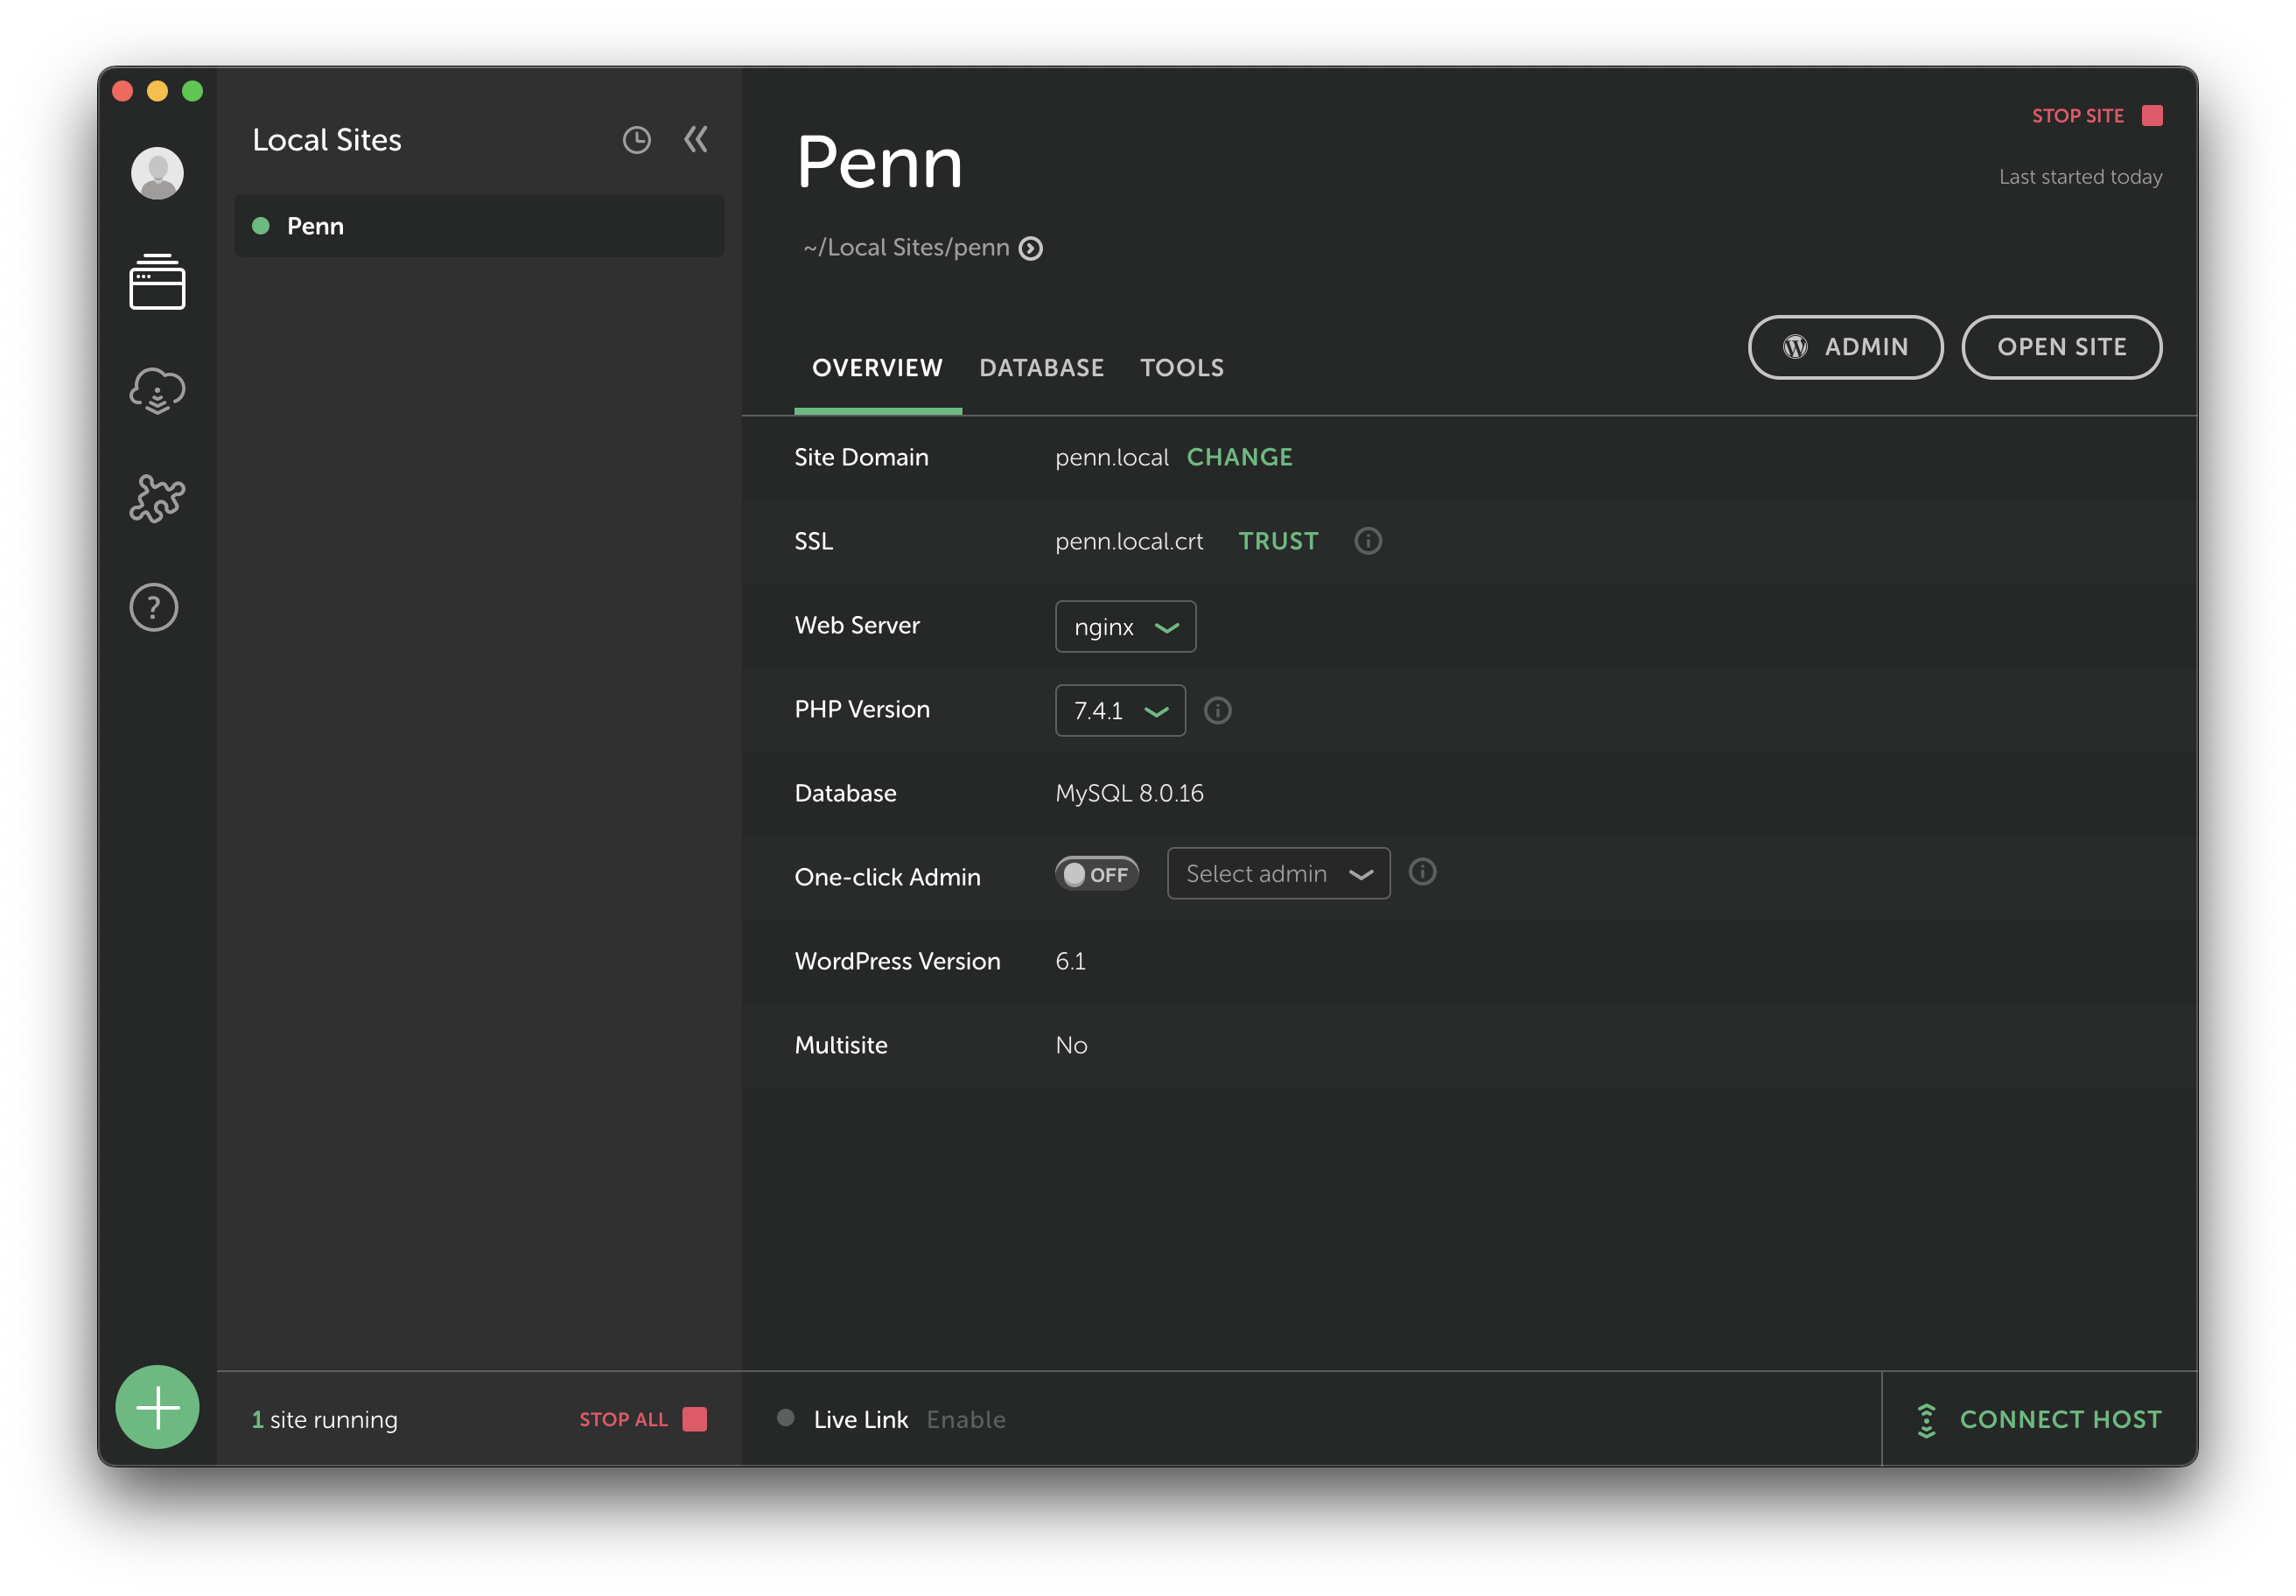 Local Sites
Penn
1 site running
STOP ALL
Penn
STOP SITE
Last started today
~/Local Sites/penn
OVERVIEW DATABASE TOOLS
ADMIN
OPEN SITE
Site Domain penn.local CHANGE
SSL penn.local.crt TRUST
Web Server nginx
PHP Version 7.4.1
Database MySQL 8.0.16
One-click Admin OFF Select admin
WordPress Version 6.1
Multisite No
Live Link Enable
CONNECT HOST